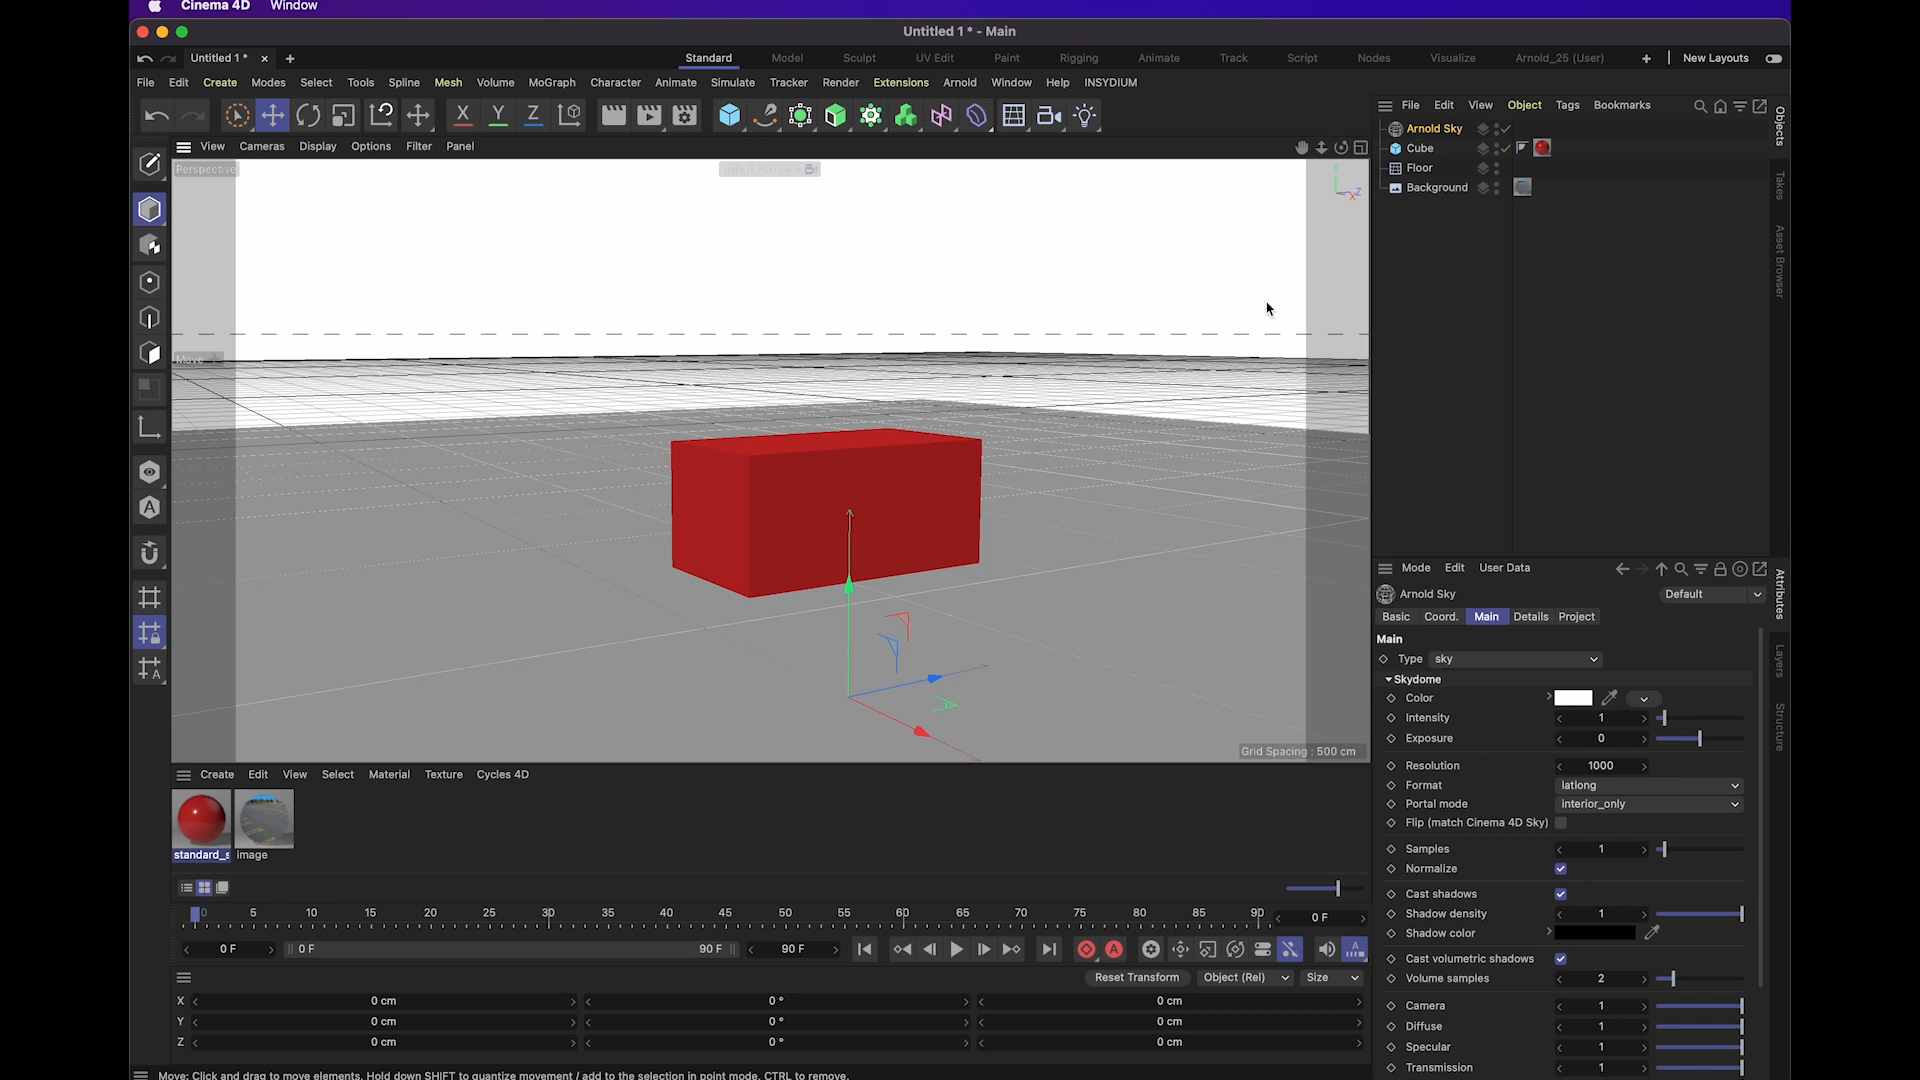 Cinema 4D Window
Untitled 1 * - Main
Untitled 1 * × + Standard Model Sculpt UV Edit Paint Rigging Animate Track Script Nodes Visualize Arnold_25 (User) + New Layouts
File Edit Create Modes Select Tools Spline Mesh Volume MoGraph Character Animate Simulate Tracker Render Extensions Arnold Window Help INSYDIUM
X Y Z
File Edit View Object Tags Bookmarks
Objects
Takes
Asset Browser
Arnold Sky
Cube
Floor
Background
View Cameras Display Options Filter Panel
Perspective
Y
Z
X
Move
Grid Spacing : 500 cm
Mode Edit User Data
Attributes
Layers
Structure
Arnold Sky Default
Basic Coord. Main Details Project
Main
Type sky
Skydome
Color
Intensity 1
Exposure 0
Resolution 1000
Format latlong
Portal mode interior_only
Flip (match Cinema 4D Sky)
Samples 1
Normalize
Cast shadows
Shadow density 1
Shadow color
Cast volumetric shadows
Volume samples 2
Camera 1
Diffuse 1
Specular 1
Transmission 1
Create Edit View Select Material Texture Cycles 4D
standard_s image
0 5 10 15 20 25 30 35 40 45 50 55 60 65 70 75 80 85 90 0 F
0 F 0 F 90 F 90 F
Reset Transform Object (Rel) Size
X 0 cm 0 ° 0 cm
Y 0 cm 0 ° 0 cm
Z 0 cm 0 ° 0 cm
Move: Click and drag to move elements. Hold down SHIFT to quantize movement / add to the selection in point mode, CTRL to remove.